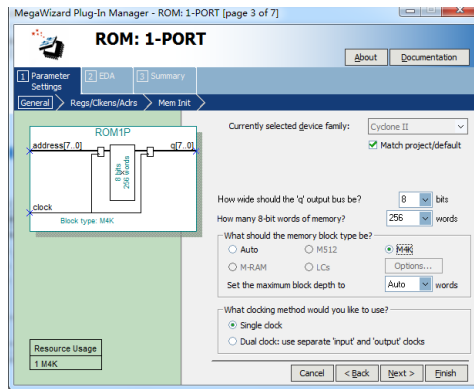 MegaWizard Plug-In Manager - ROM: 1-PORT [page 3 of 7]
ROM: 1-PORT
About
Documentation
1 Parameter Settings
2 EDA
3 Summary
General
Regs/Clkens/Adrs
Mem Init
ROM1P
address[7..0]
q[7..0]
8 bits
256 words
clock
Block type: M4K
Currently selected device family:
Cyclone II
Match project/default
How wide should the 'q' output bus be?
8
bits
How many 8-bit words of memory?
256
words
What should the memory block type be?
Auto
M512
M4K
M-RAM
LCs
Options...
Set the maximum block depth to
Auto
words
What clocking method would you like to use?
Single clock
Dual clock: use separate 'input' and 'output' clocks
Resource Usage
1 M4K
Cancel
< Back
Next >
Finish